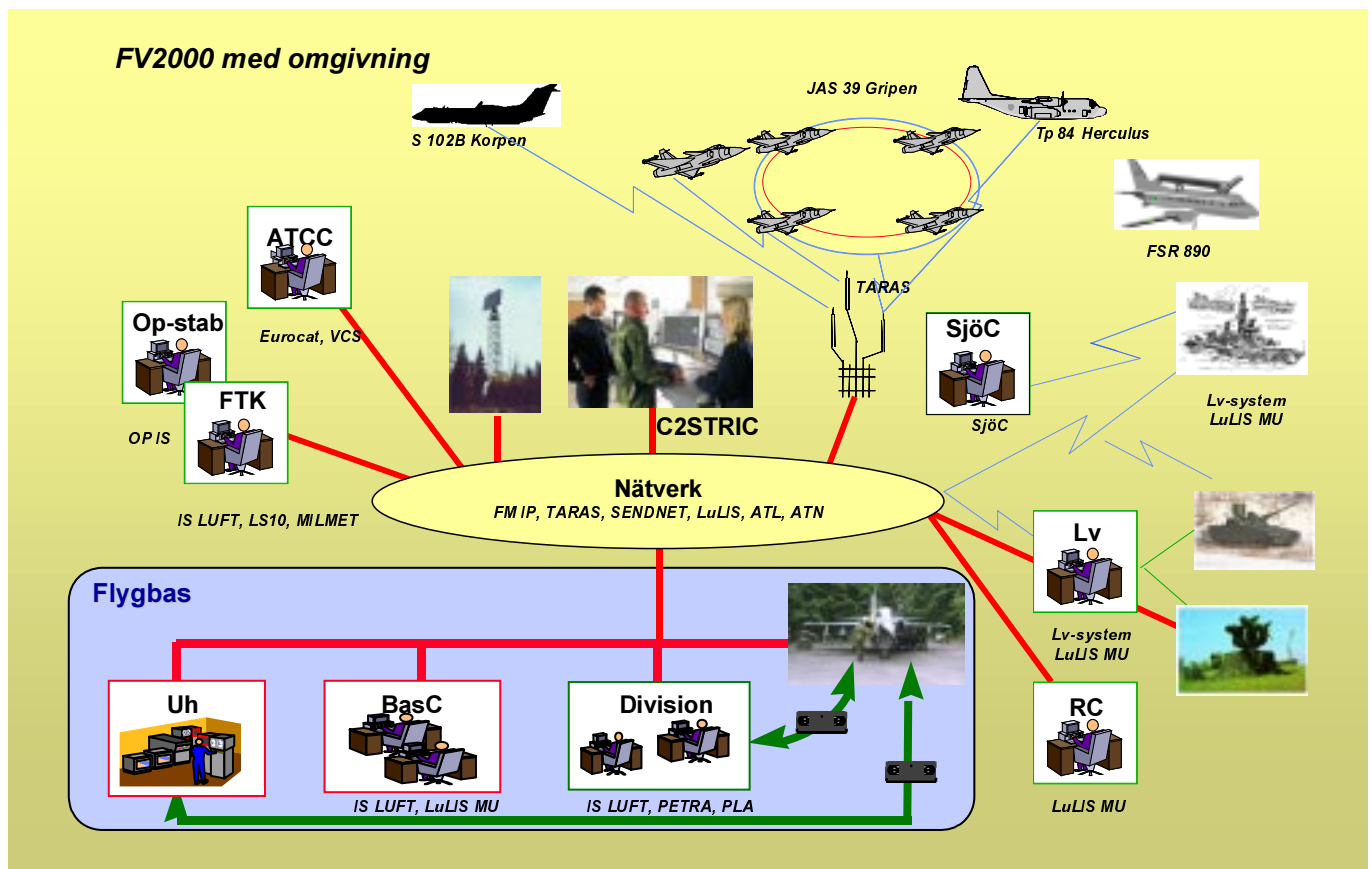 FV2000 med omgivning
JAS 39 Gripen
S 102B Korpen
Tp 84 Herculus
FSR 890
ATCC
Eurocat, VCS
TARAS
Op-stab
OP IS
FTK
IS LUFT, LS10, MILMET
C2STRIC
SjöC
SjöC
Lv-system
LuLIS MU
Nätverk
FM IP, TARAS, SENDNET, LuLIS, ATL, ATN
Lv
Lv-system
LuLIS MU
RC
LuLIS MU
Flygbas
Uh
BasC
IS LUFT, LuLIS MU
Division
IS LUFT, PETRA, PLA